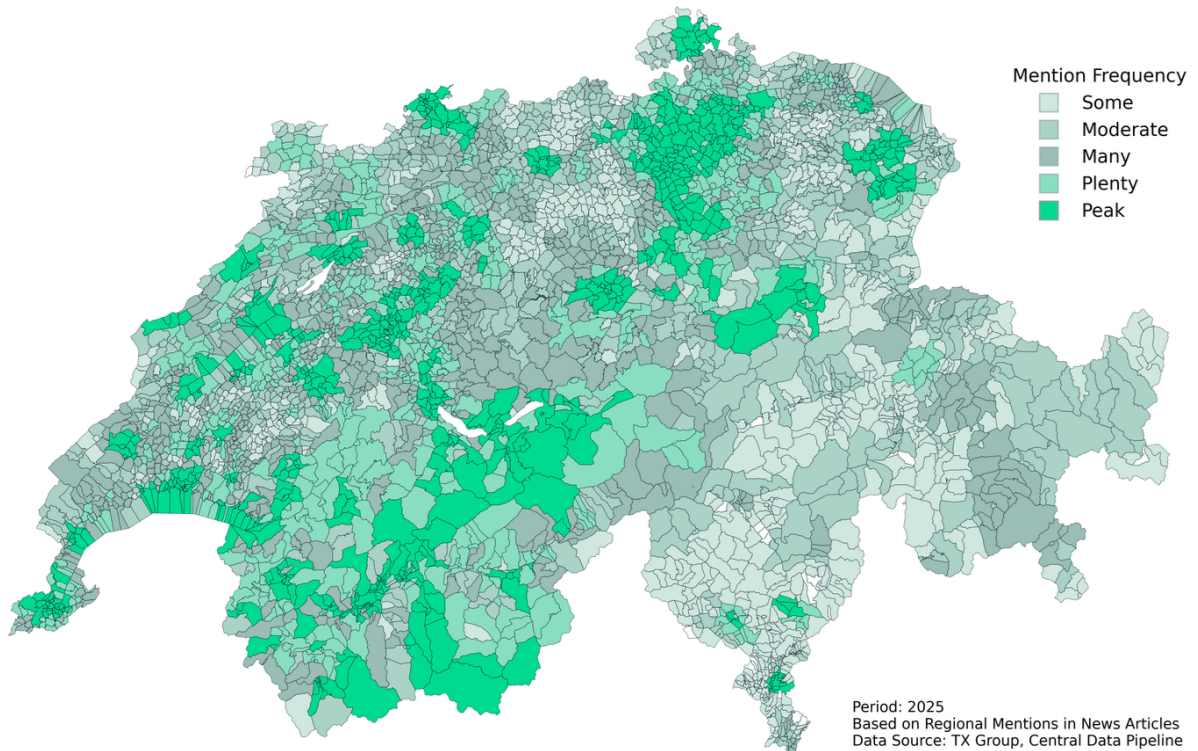 Mention Frequency
Some
Moderate
Many
Plenty
Peak
Period: 2025
Based on Regional Mentions in News Articles
Data Source: TX Group, Central Data Pipeline